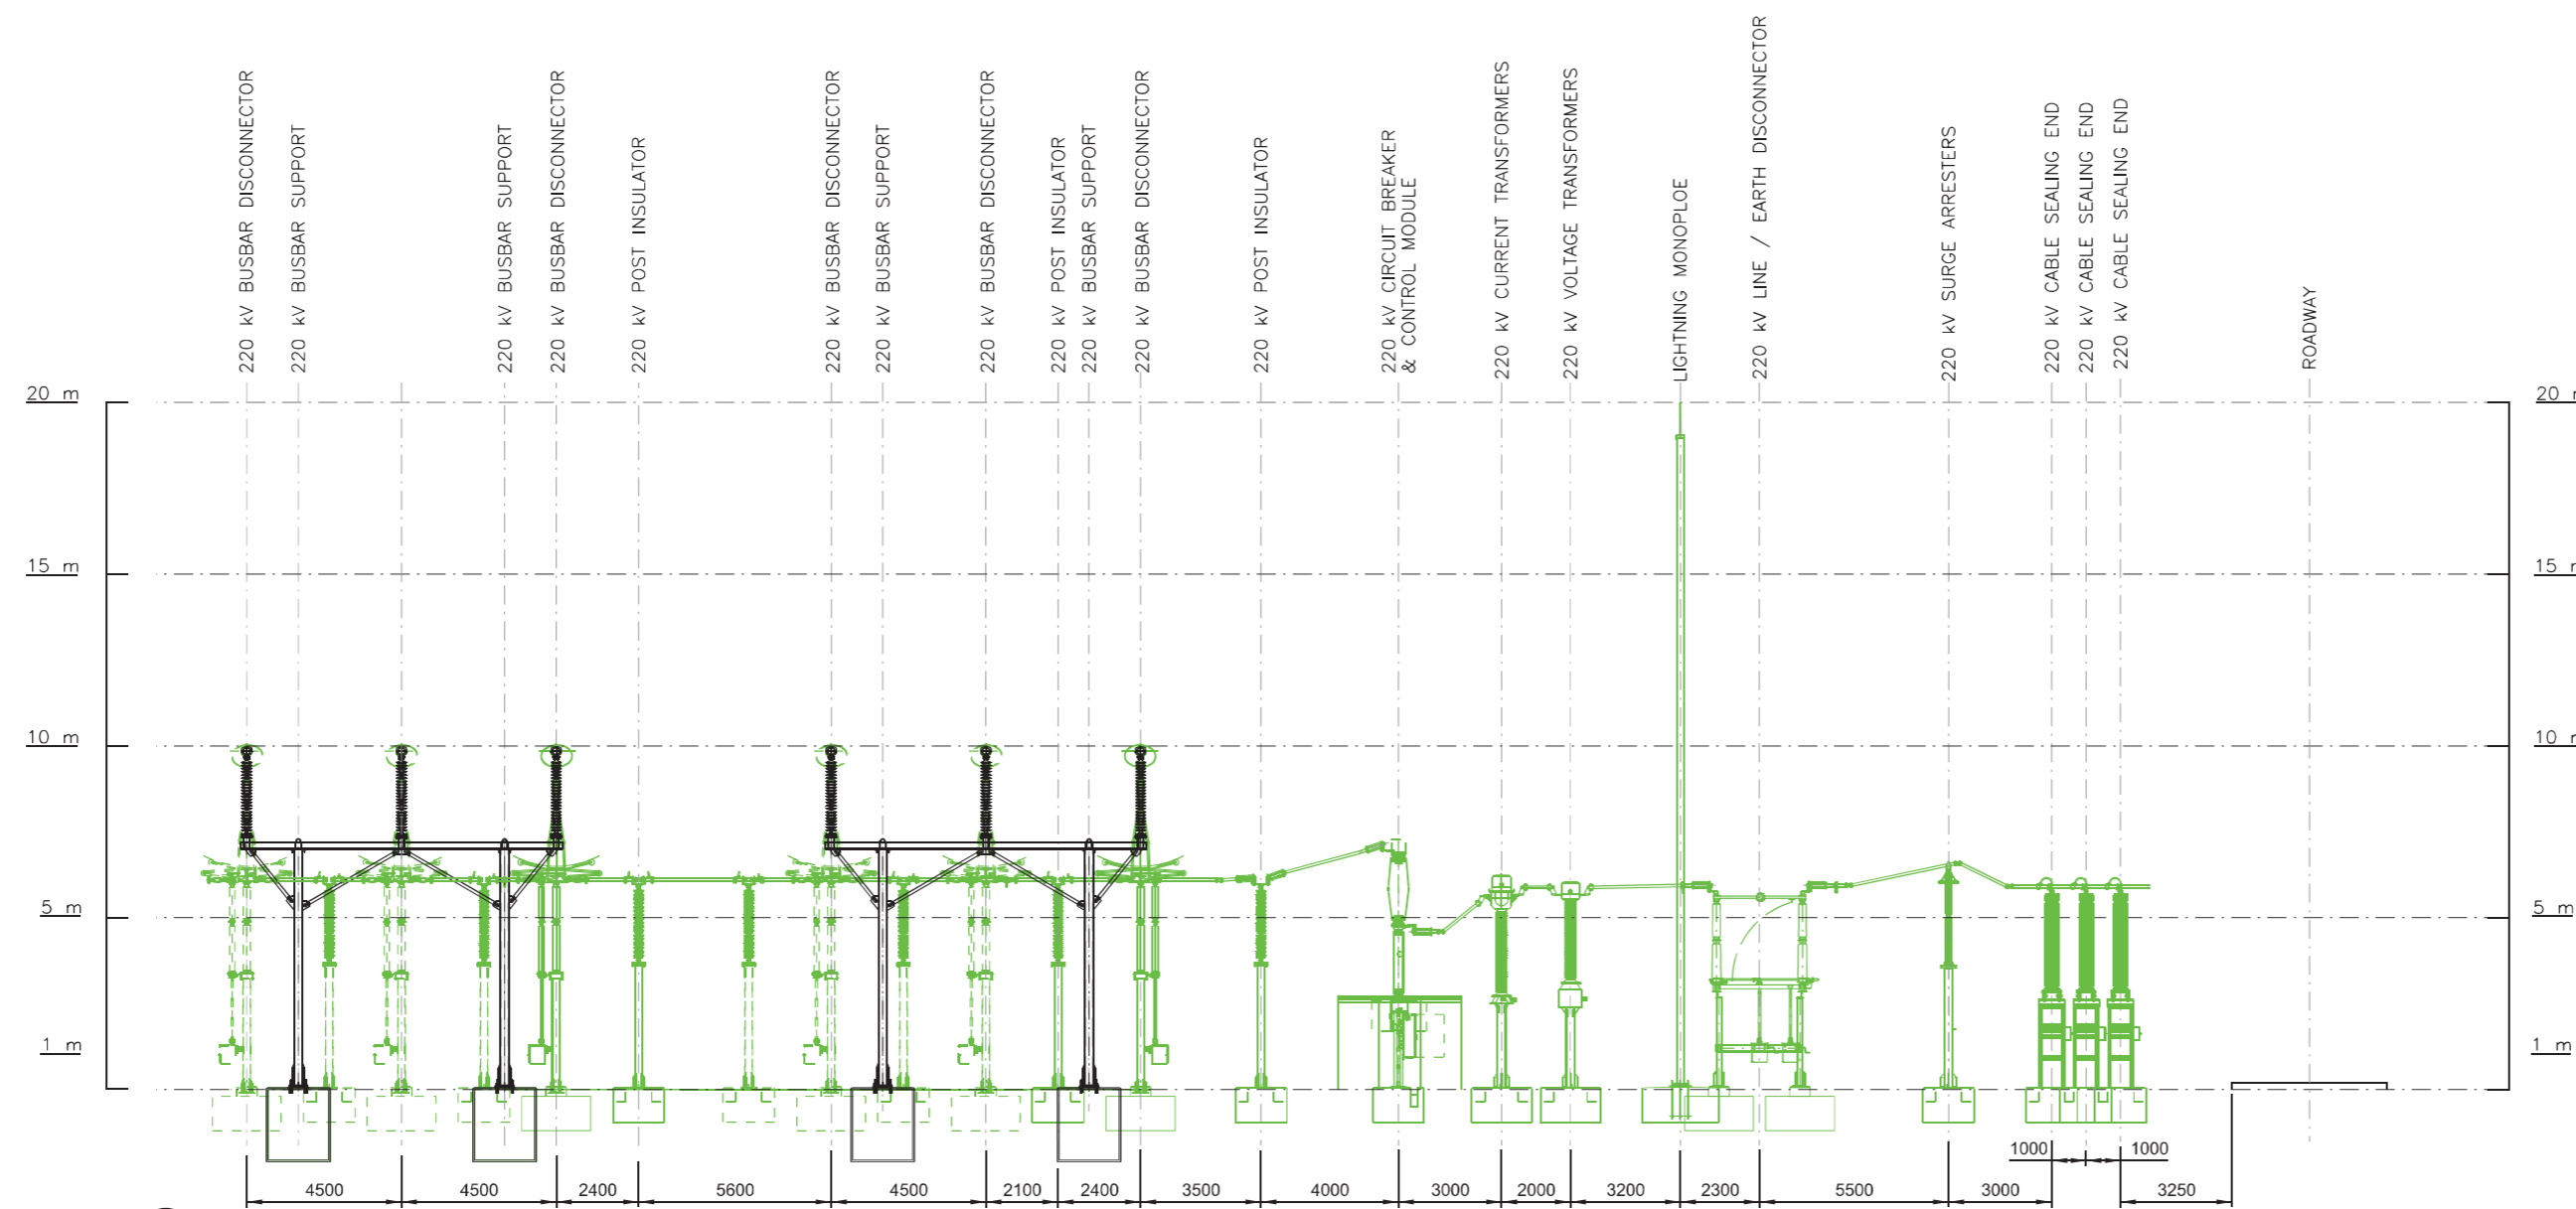 220 kV BUSBAR DISCONNECTOR
220 kV BUSBAR SUPPORT
220 kV BUSBAR SUPPORT
220 kV BUSBAR DISCONNECTOR
220 kV POST INSULATOR
220 kV BUSBAR DISCONNECTOR
220 kV BUSBAR SUPPORT
220 kV BUSBAR DISCONNECTOR
220 kV POST INSULATOR
220 kV BUSBAR SUPPORT
220 kV BUSBAR DISCONNECTOR
220 kV POST INSULATOR
220 kV CIRCUIT BREAKER
& CONTROL MODULE
220 kV CURRENT TRANSFORMERS
220 kV VOLTAGE TRANSFORMERS
LIGHTNING MONOPLOE
220 kV LINE / EARTH DISCONNECTOR
220 kV SURGE ARRESTERS
220 kV CABLE SEALING END
220 kV CABLE SEALING END
220 kV CABLE SEALING END
ROADWAY
20 m
20
15 m
15
10 m
10
5 m
5 m
1 m
1 m
1000
1000
4500
4500
2400
5600
4500
2100
2400
3500
4000
3000
2000
3200
2300
5500
3000
3250